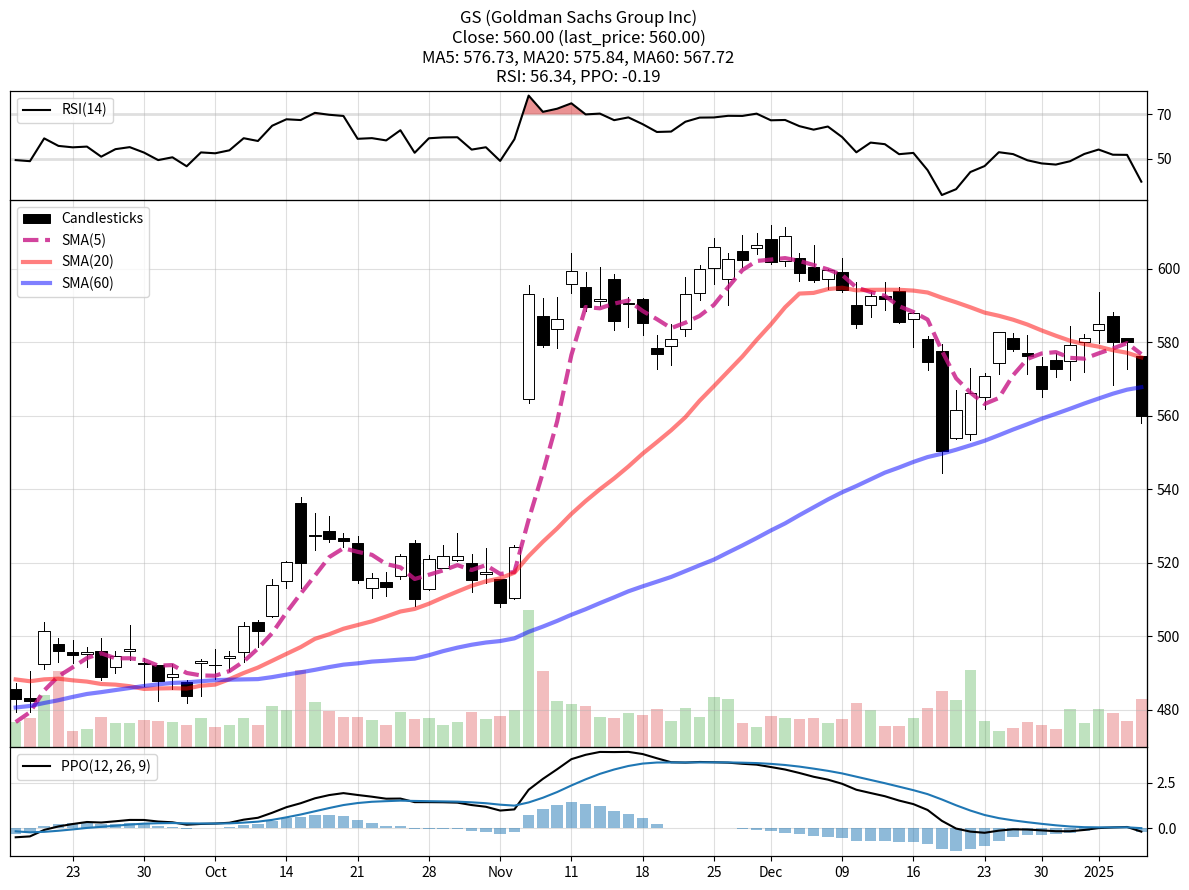 GS (Goldman Sachs Group Inc)
Close: 560.00 (last_price: 560.00)
MA5: 576.73, MA20: 575.84, MA60: 567.72
RSI: 56.34, PPO: -0.19
RSI(14)
70
50
Candlesticks
SMA(5)
SMA(20)
SMA(60)
600
580
560
540
520
500
480
PPO(12, 26, 9)
2.5
0.0
23 30 Oct 14 21 28 Nov 11 18 25 Dec 09 16 23 30 2025